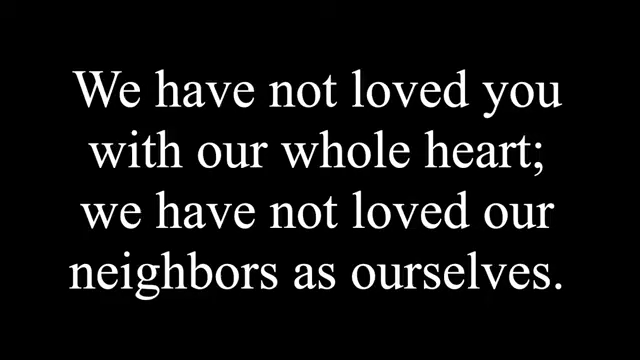 We have not loved you
with our whole heart;
we have not loved our
neighbors as ourselves.